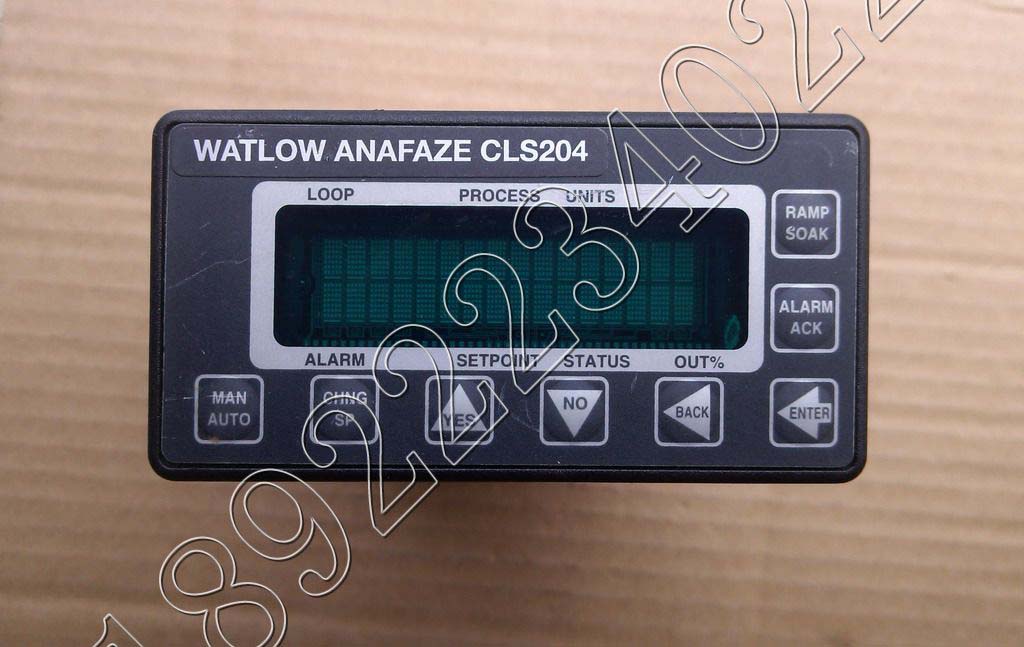 WATLOW ANAFAZE CLS204
LOOP PROCESS UNITS
RAMP
SOAK
ALARM
ACK
ALARM SETPOINT STATUS OUT%
MAN
AUTO
CHNG
SP
YES
NO
BACK
ENTER
18922234022